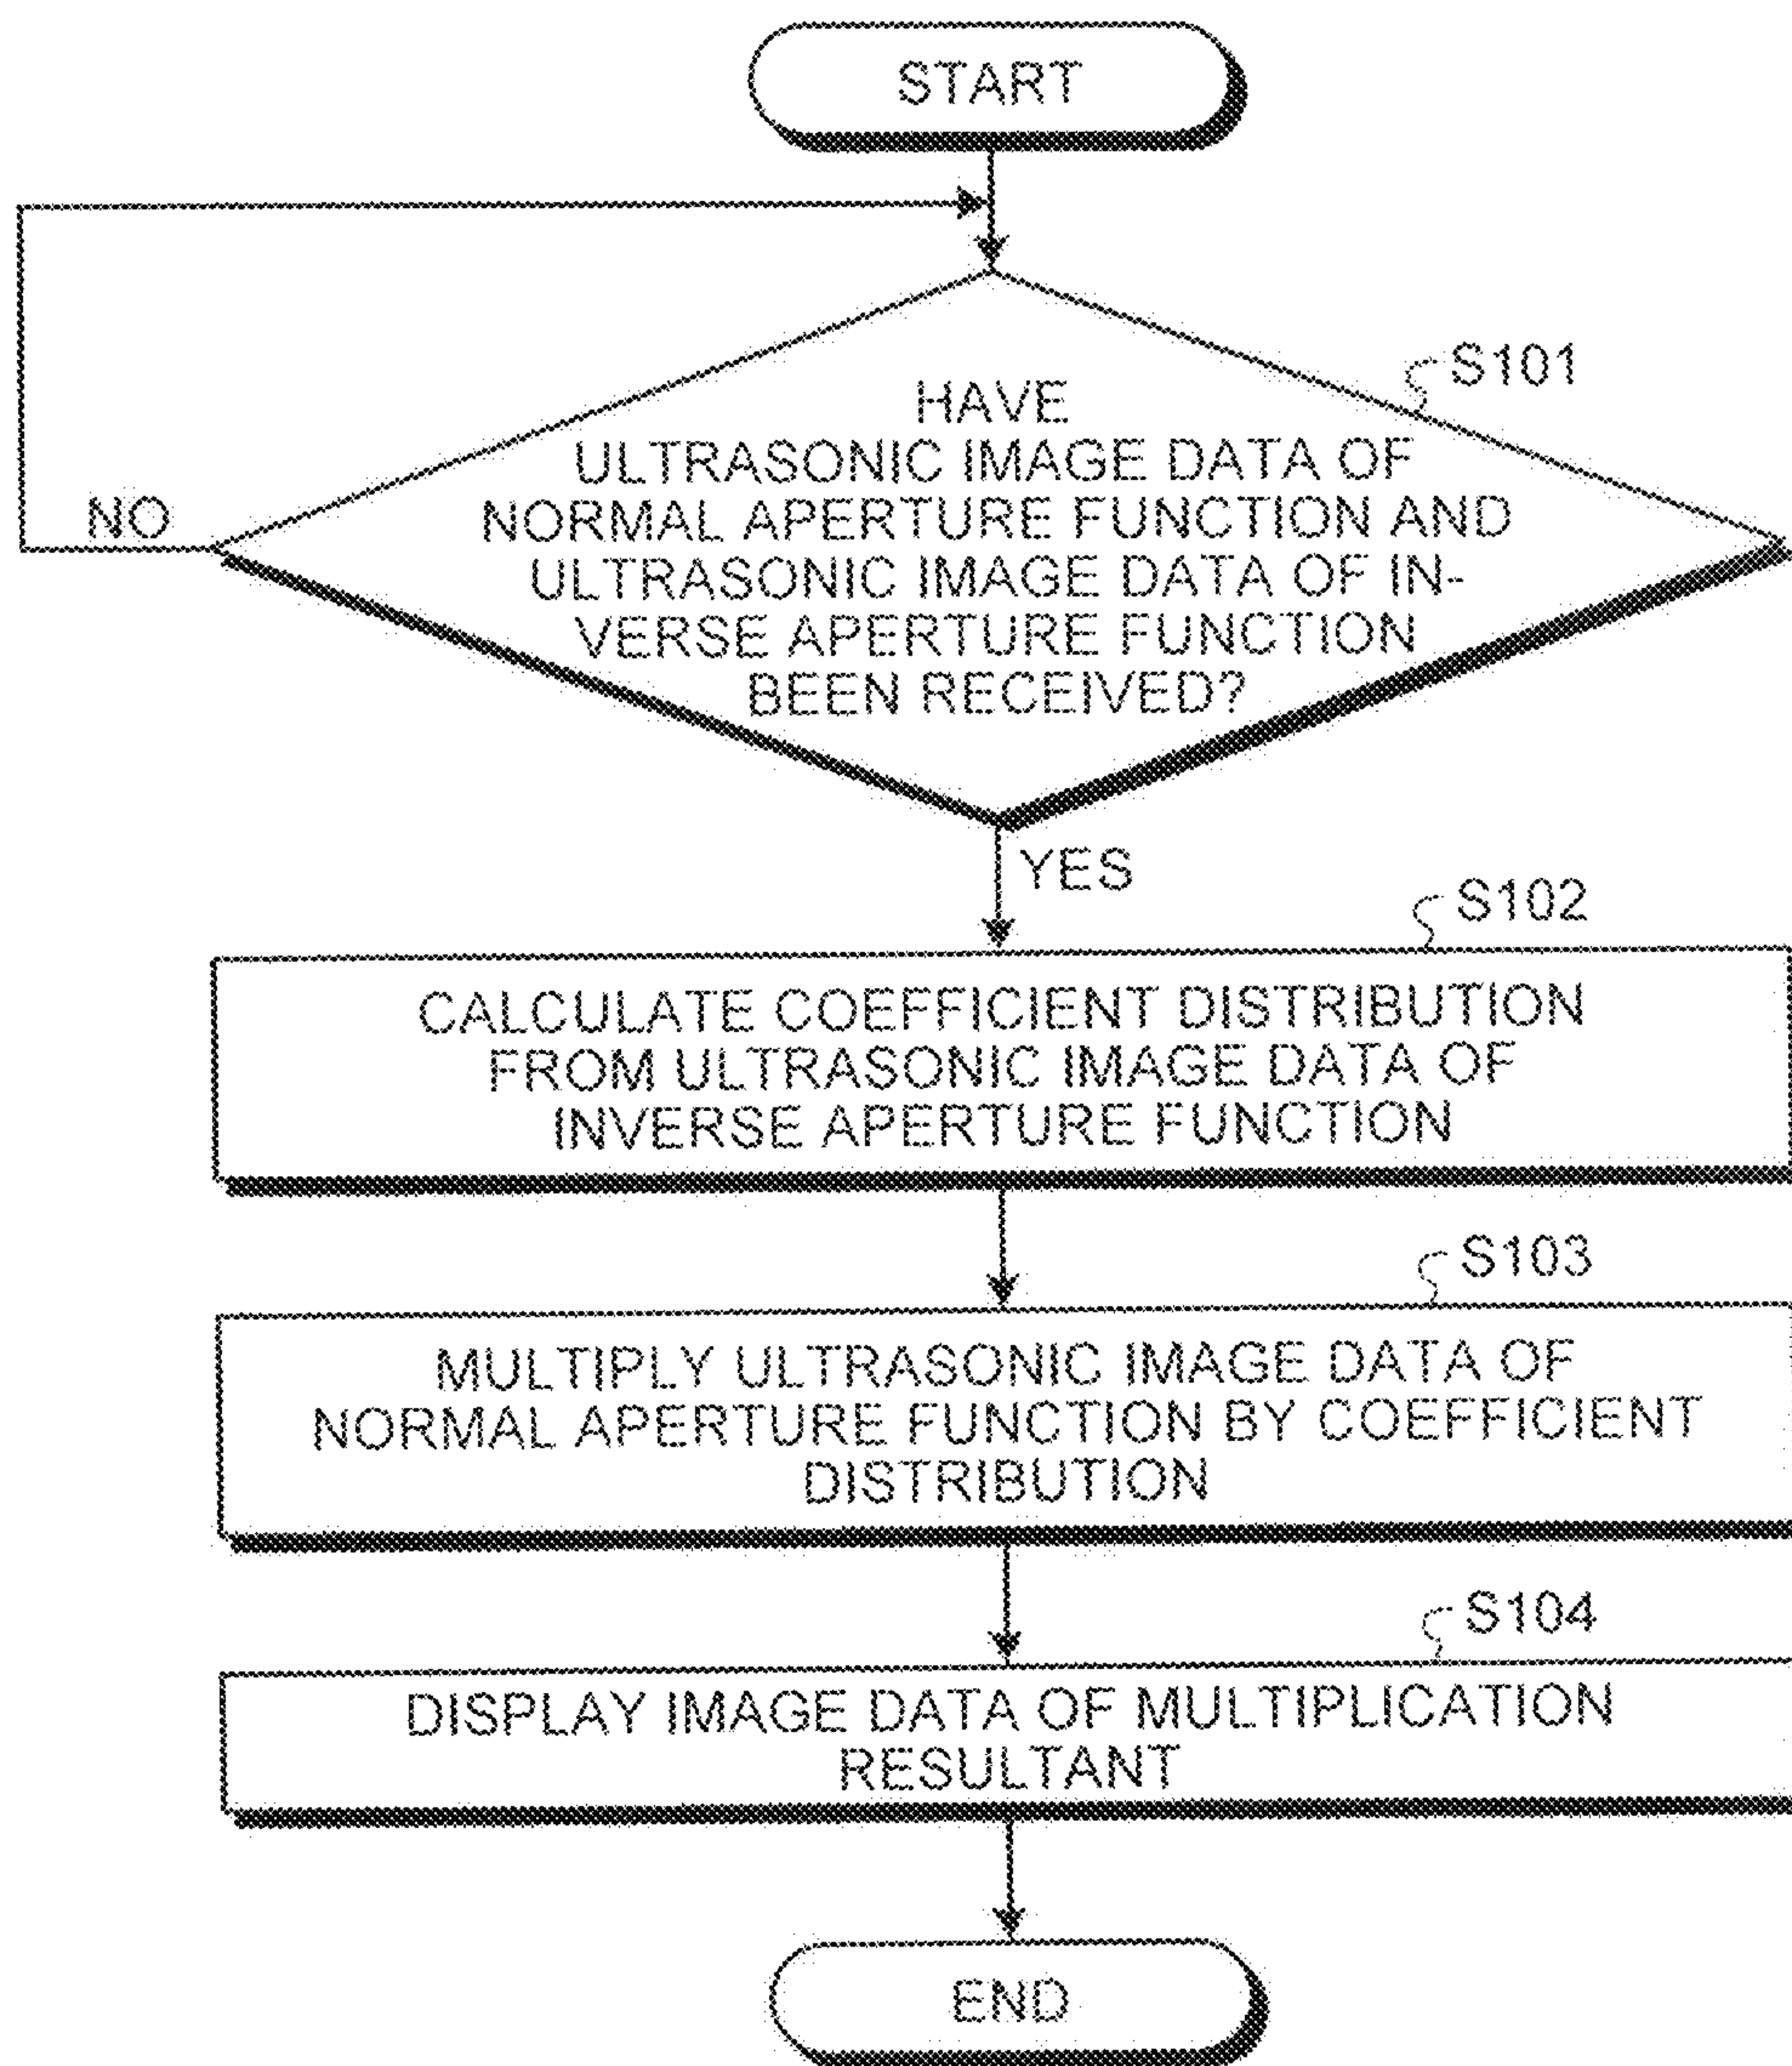 START
S101
HAVE
ULTRASONIC IMAGE DATA OF
NORMAL APERTURE FUNCTION AND
ULTRASONIC IMAGE DATA OF IN-
VERSE APERTURE FUNCTION
BEEN RECEIVED?
NO
YES
S102
CALCULATE COEFFICIENT DISTRIBUTION
FROM ULTRASONIC IMAGE DATA OF
INVERSE APERTURE FUNCTION
S103
MULTIPLY ULTRASONIC IMAGE DATA OF
NORMAL APERTURE FUNCTION BY COEFFICIENT
DISTRIBUTION
S104
DISPLAY IMAGE DATA OF MULTIPLICATION
RESULTANT
END